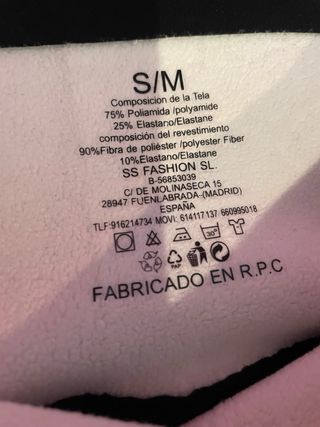 S/M
Composicion de la Tela
75% Poliamida /polyamide
25% Elastano/Elastane
composición del revestimiento
90%Fibra de poliéster /polyester Fiber
10%Elastano/Elastane
SS FASHION SL.
B-56853039
C/ DE MOLINASECA 15
28947 FUENLABRADA-(MADRID)
ESPAÑA
TLF:916214734 MOVI: 614117137 660995018
30°
PAP
FABRICADO EN R.P.C